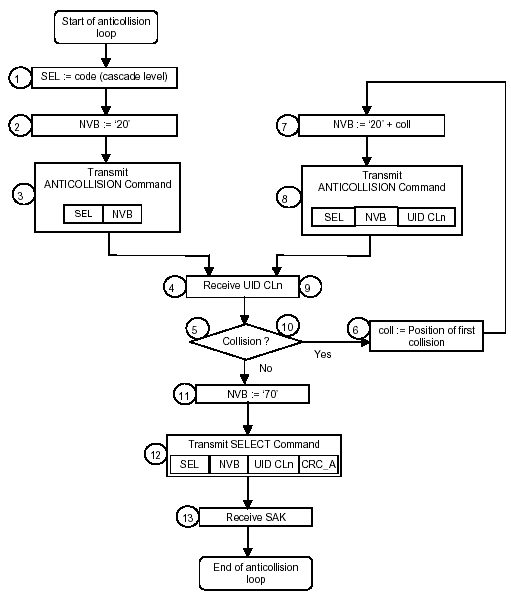 Start of anticollision
loop
1
SEL := code (cascade level)
2
NVB := '20'
3
Transmit
ANTICOLLISION Command
SEL NVB
7
NVB := '20' + coll
8
Transmit
ANTICOLLISION Command
SEL NVB UID CLn
4
Receive UID CLn
9
5
Collision ?
10
Yes
6
coll := Position of first
collision
No
11
NVB := '70'
12
Transmit SELECT Command
SEL NVB UID CLn CRC_A
13
Receive SAK
End of anticollision
loop